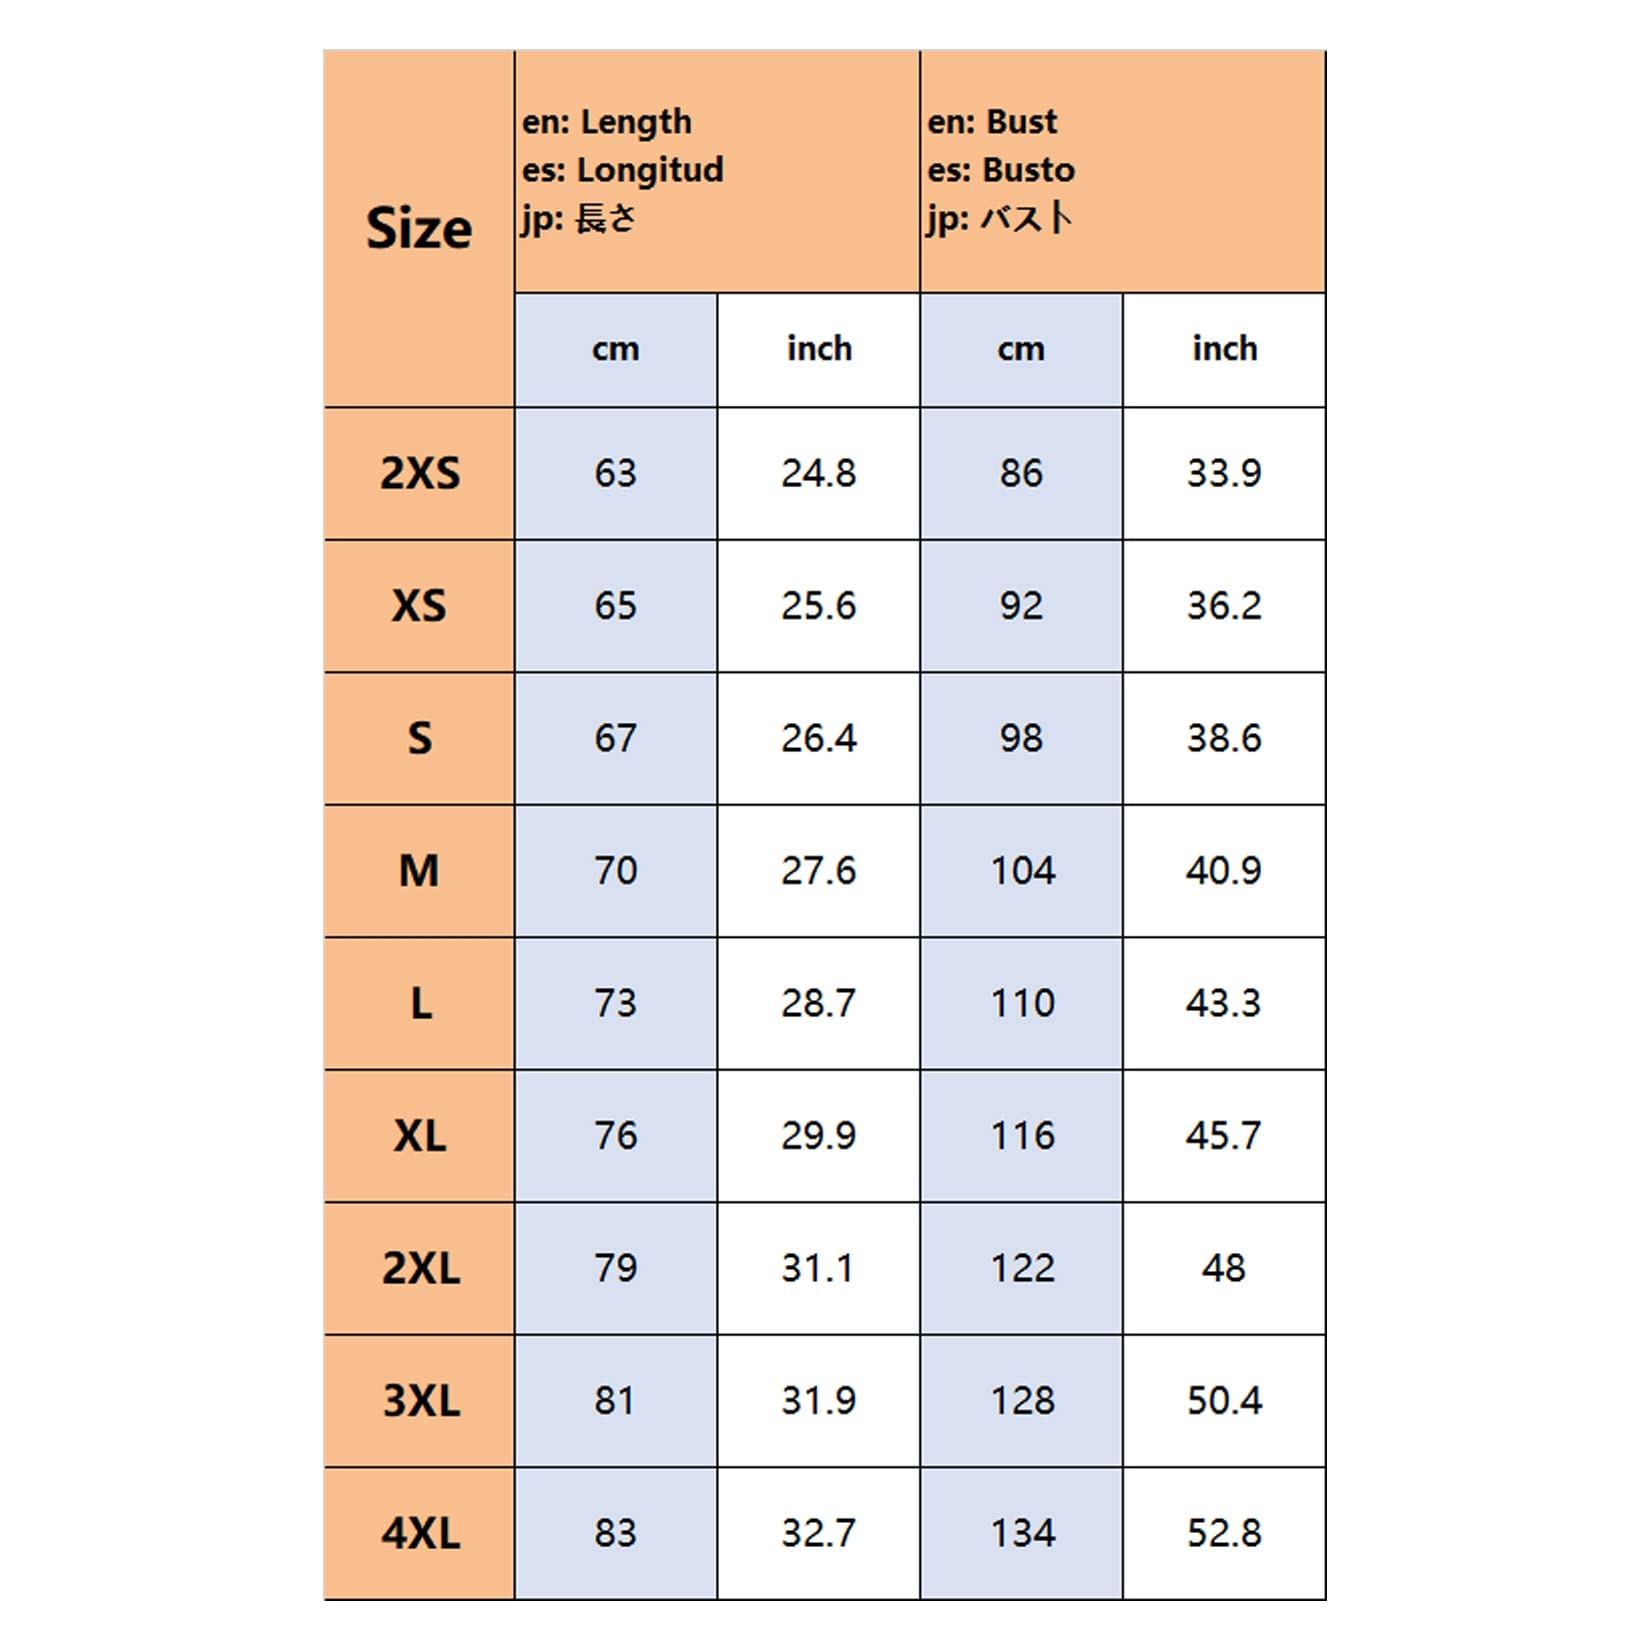 Size
en: Length
es: Longitud
jp: 長さ
en: Bust
es: Busto
jp: バスト
cm inch cm inch
2XS 63 24.8 86 33.9
XS 65 25.6 92 36.2
S 67 26.4 98 38.6
M 70 27.6 104 40.9
L 73 28.7 110 43.3
XL 76 29.9 116 45.7
2XL 79 31.1 122 48
3XL 81 31.9 128 50.4
4XL 83 32.7 134 52.8